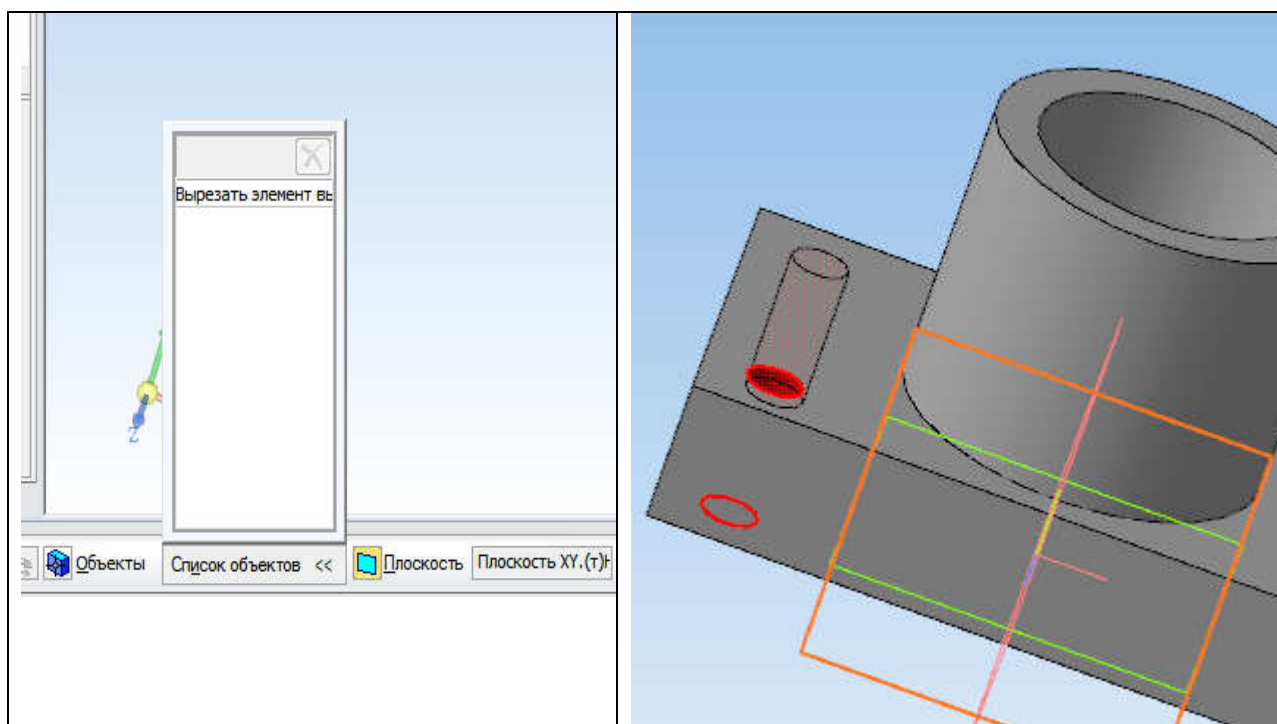 Вырезать элемент вы
Z
Объекты Список объектов << Плоскость Плоскость XY.(т)